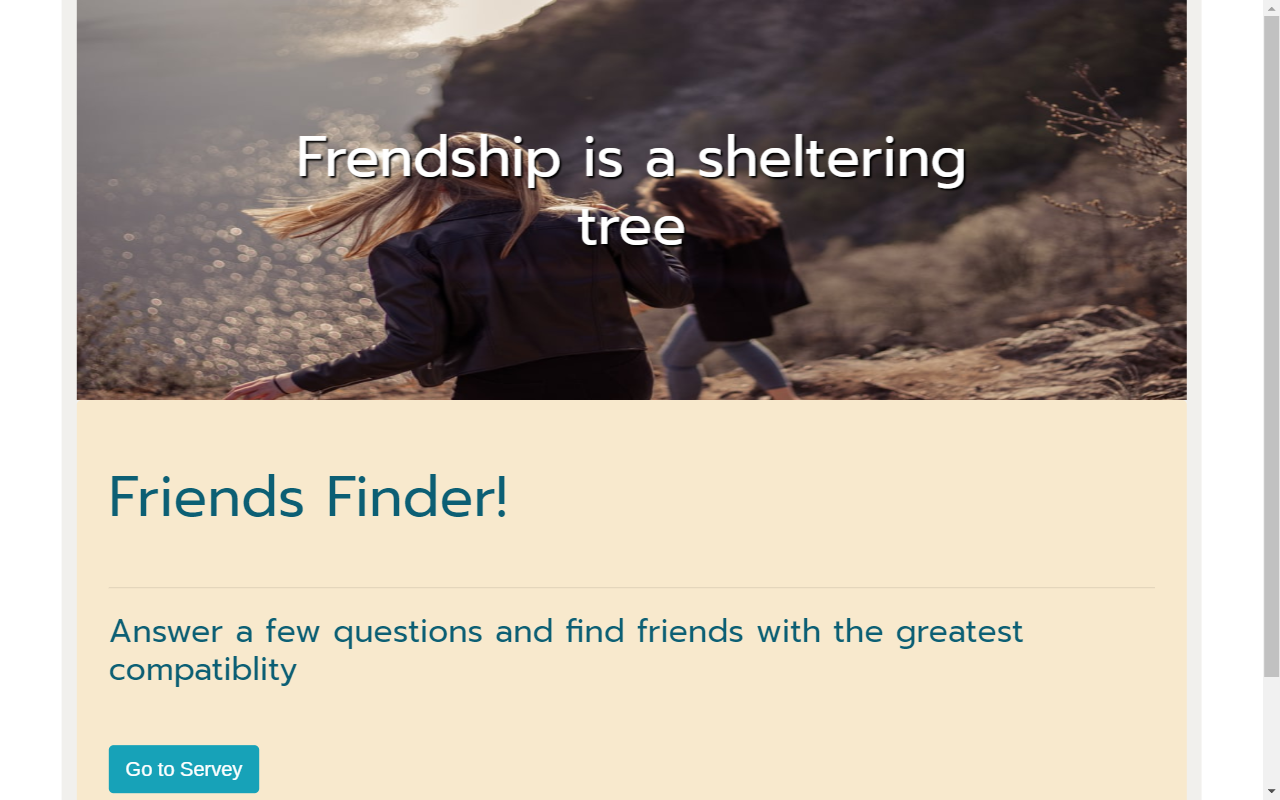 Frendship is a sheltering
tree
Friends Finder!
Answer a few questions and find friends with the greatest
compatiblity
Go to Servey